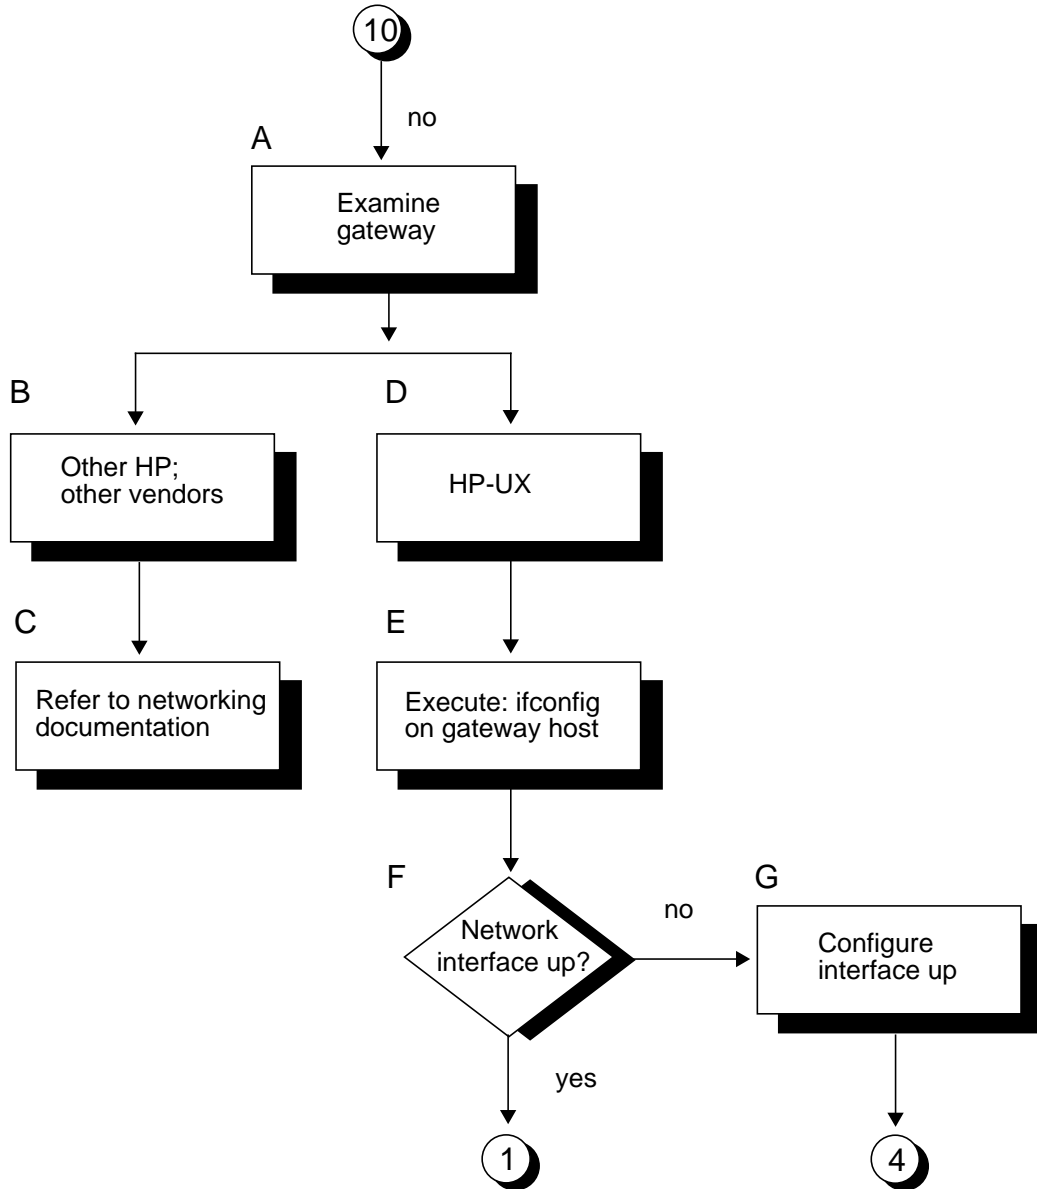 10
no
A
Examine
gateway
B
D
Other HP;
other vendors
HP-UX
C
E
Refer to networking
documentation
Execute: ifconfig
on gateway host
F
G
Network
interface up?
no
Configure
interface up
yes
1
4